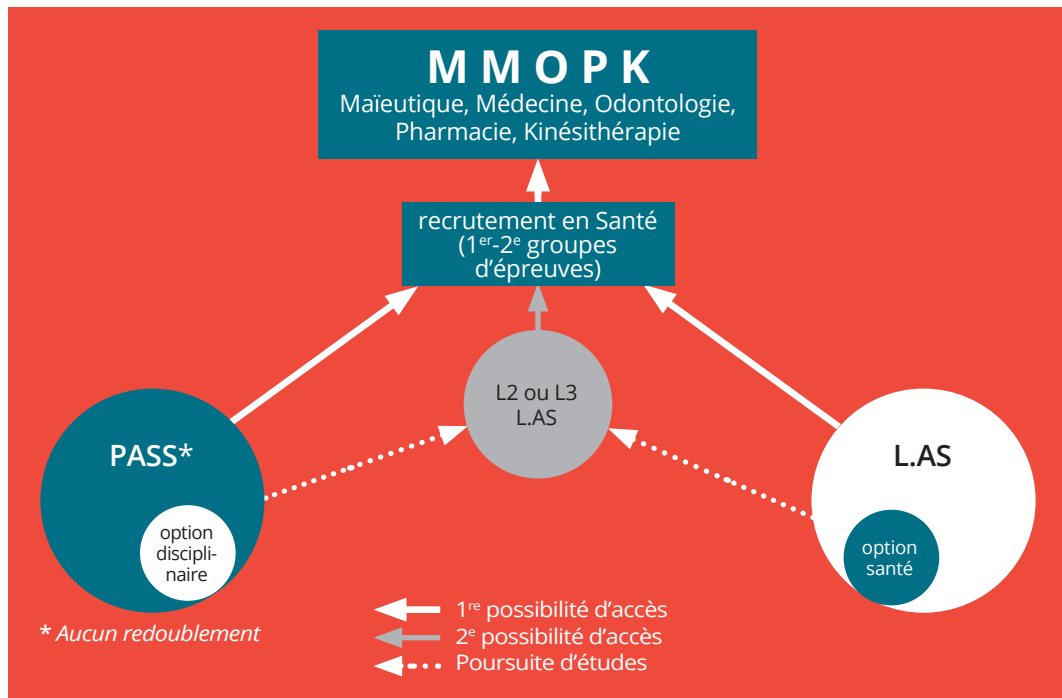 M M O P K
Maïeutique, Médecine, Odontologie,
Pharmacie, Kinésithérapie
recrutement en Santé
(1er-2e groupes
d’épreuves)
L2 ou L3
L.AS
PASS*
option
discipli-
naire
L.AS
option
santé
* Aucun redoublement
1re possibilité d’accès
2e possibilité d’accès
Poursuite d’études